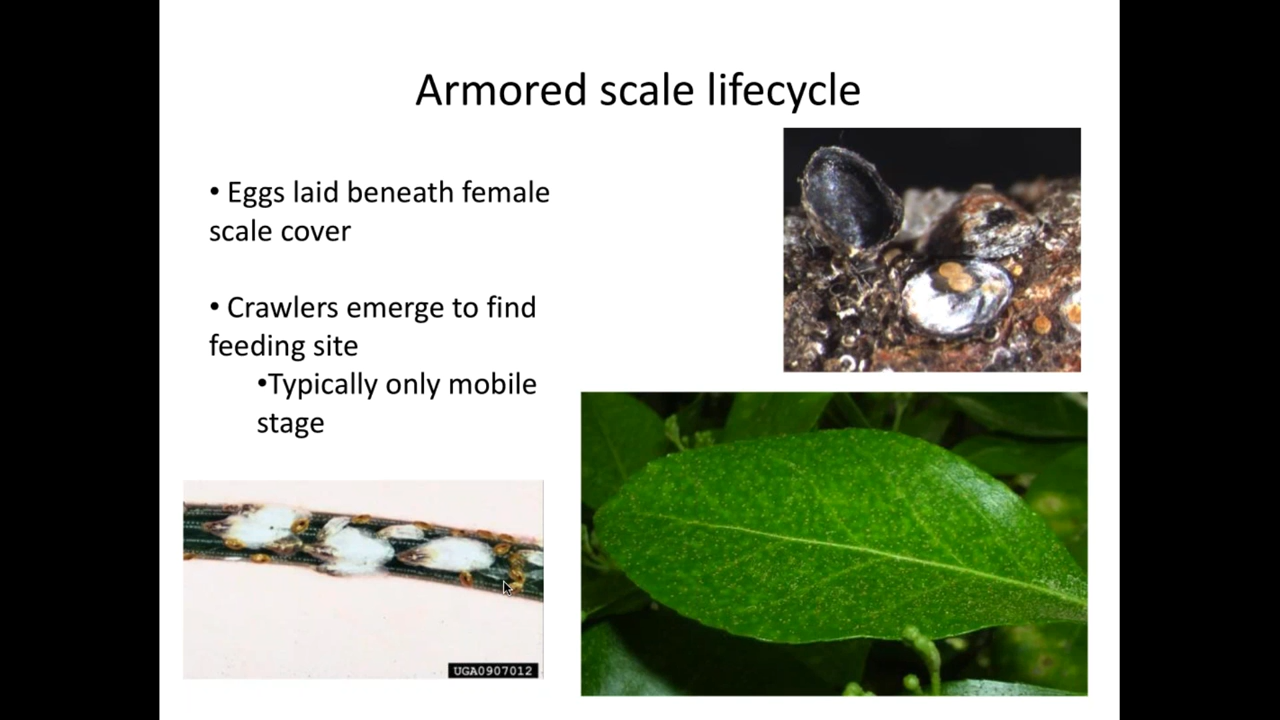 Armored scale lifecycle
• Eggs laid beneath female
scale cover
• Crawlers emerge to find
feeding site
•Typically only mobile
stage
UGA0907012